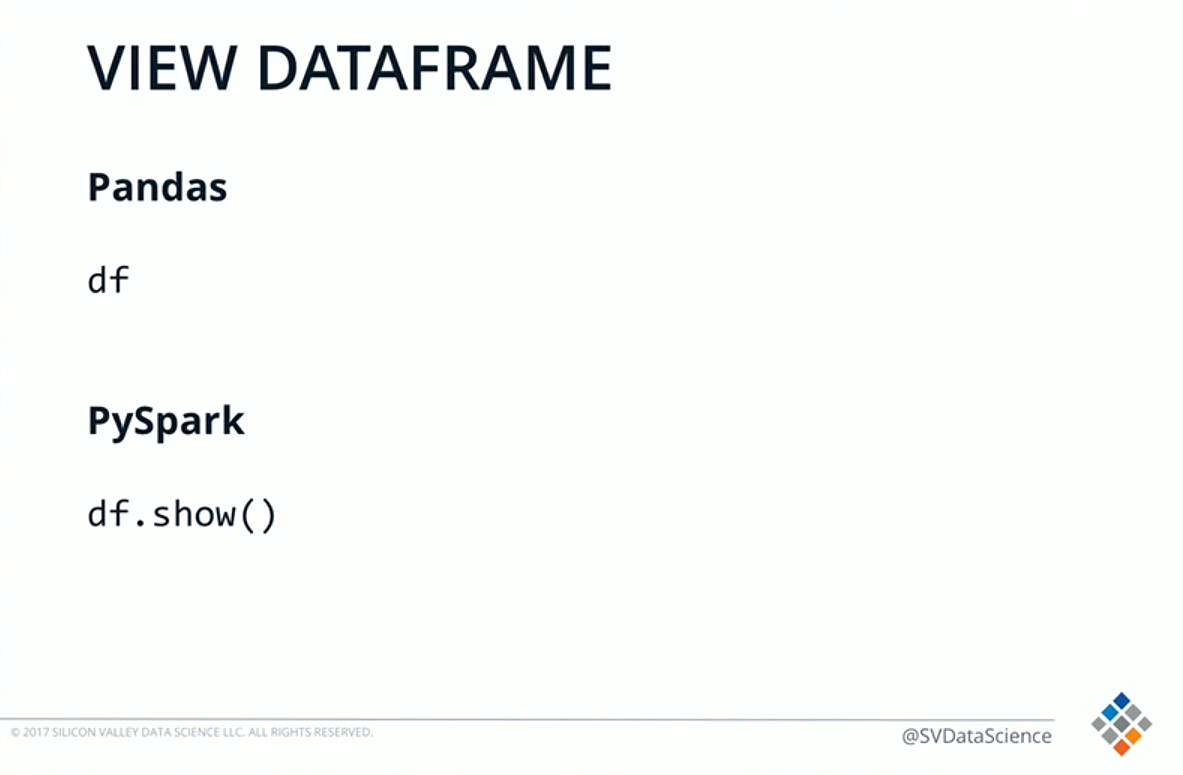 VIEW DATAFRAME
Pandas
df
PySpark
df.show()
© 2017 SILICON VALLEY DATA SCIENCE LLC. ALL RIGHTS RESERVED.
@SVDataScience